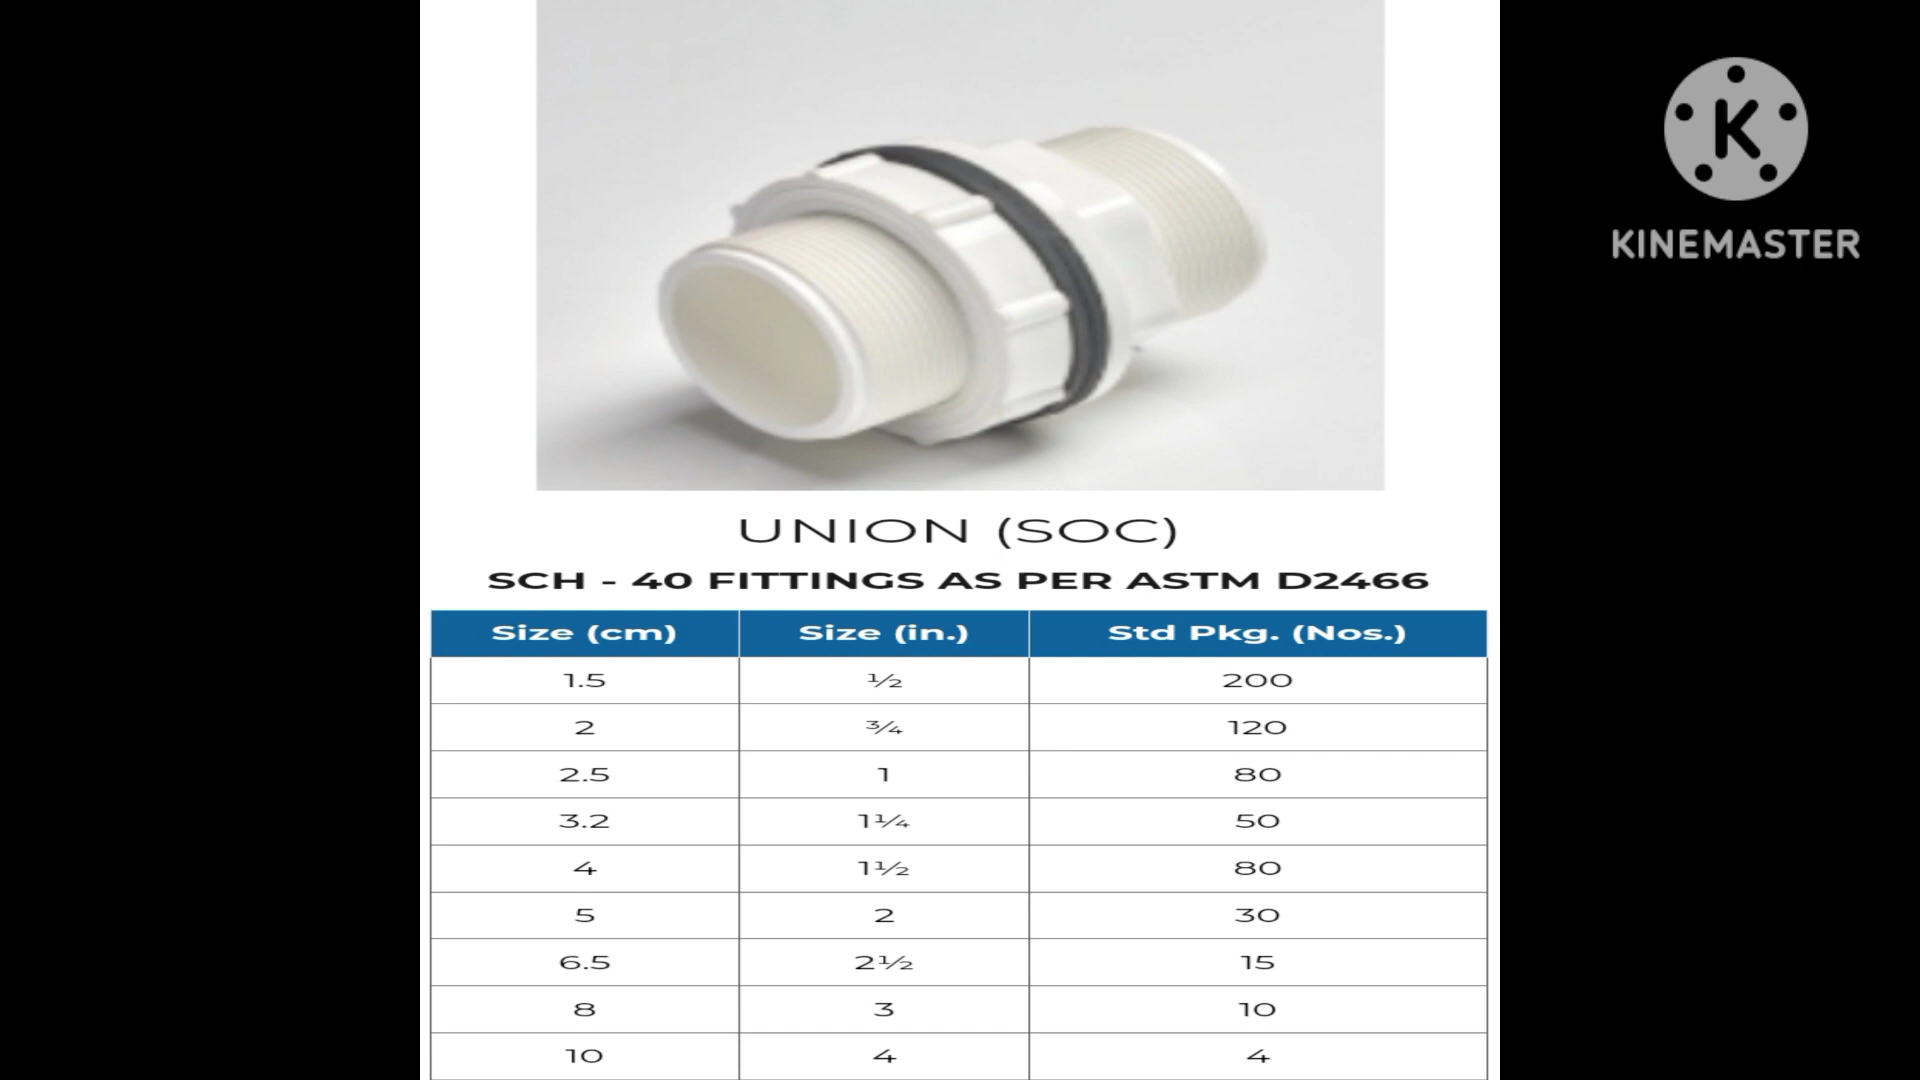 K
KINEMASTER
UNION (SOC)
SCH - 40 FITTINGS AS PER ASTM D2466
Size (cm) Size (in.) Std Pkg. (Nos.)
1.5 ½ 200
2 ¾ 120
2.5 1 80
3.2 1¼ 50
4 1½ 80
5 2 30
6.5 2½ 15
8 3 10
10 4 4